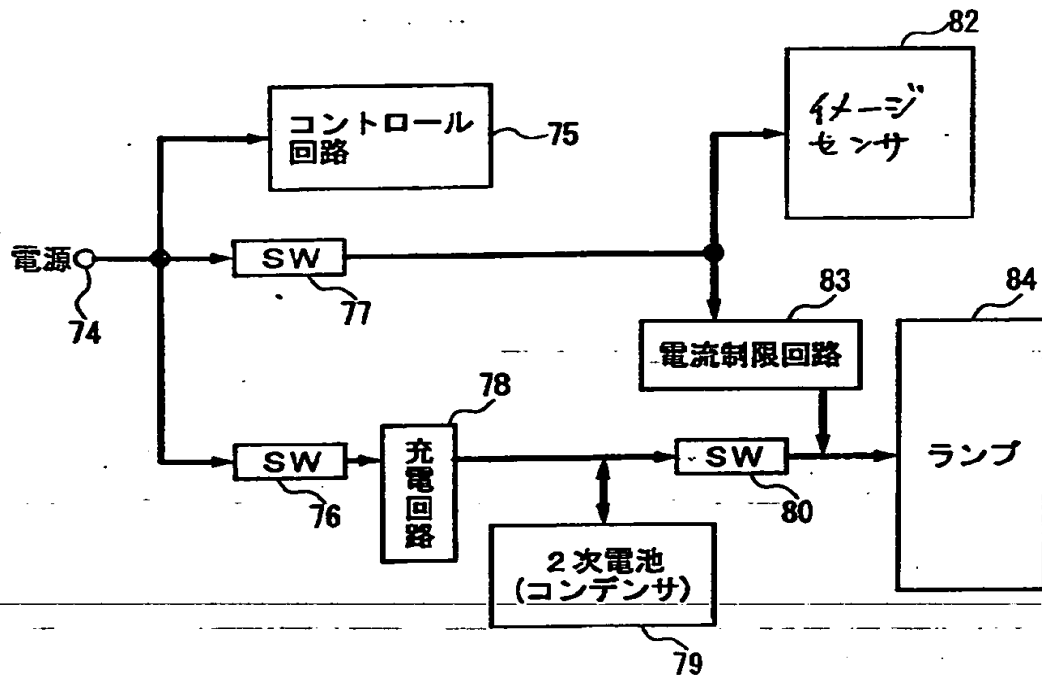 82
イメージ
センサ
コントロール
回路
75
電源
74
SW
77
83
電流制限回路
84
ランプ
78
充電回路
SW
76
SW
80
2次電池
(コンデンサ)
79